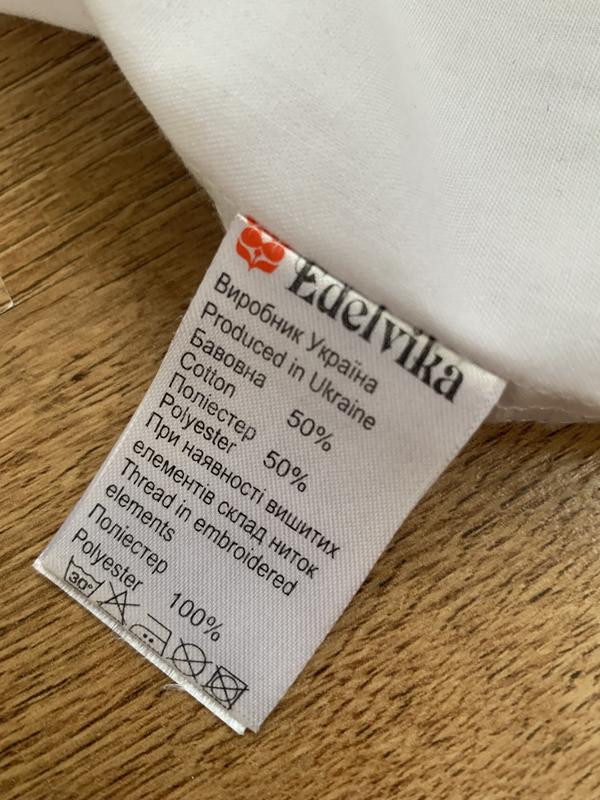 Edelvika
Виробник Україна
Produced in Ukraine
Бавовна
Cotton 50%
Поліестер
Polyester 50%
При наявності вишитих
елементів склад ниток
Thread in embroidered
elements
Поліестер
Polyester 100%
30°